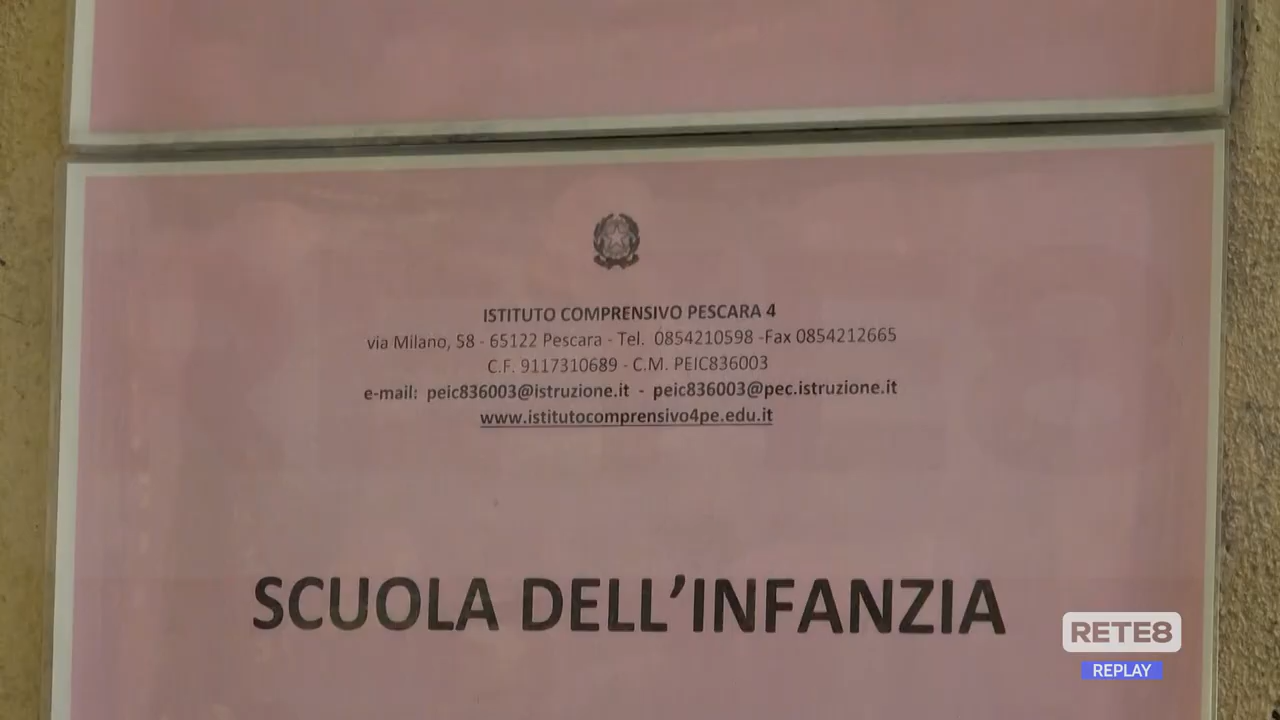 ISTITUTO COMPRENSIVO PESCARA 4
via Milano, 58 - 65122 Pescara - Tel. 0854210598 -Fax 0854212665
C.F. 9117310689 - C.M. PEIC836003
e-mail: peic836003@istruzione.it - peic836003@pec.istruzione.it
www.istitutocomprensivo4pe.edu.it
SCUOLA DELL’INFANZIA
RETE8
REPLAY